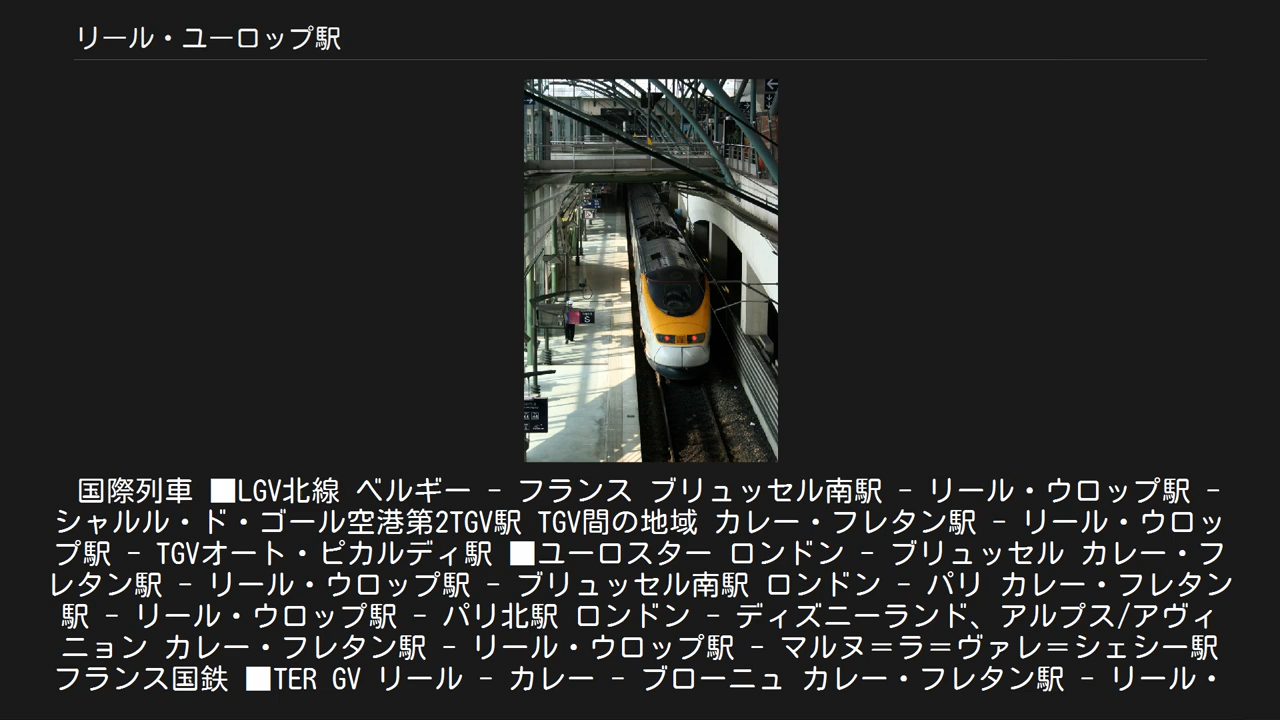 リール・ユーロップ駅
国際列車 ■LGV北線 ベルギー - フランス ブリュッセル南駅 - リール・ウロップ駅 -
シャルル・ド・ゴール空港第2TGV駅 TGV間の地域 カレー・フレタン駅 - リール・ウロッ
プ駅 - TGVオート・ピカルディ駅 ■ユーロスター ロンドン - ブリュッセル カレー・フ
レタン駅 - リール・ウロップ駅 - ブリュッセル南駅 ロンドン - パリ カレー・フレタン
駅 - リール・ウロップ駅 - パリ北駅 ロンドン - ディズニーランド、アルプス/アヴィ
ニョン カレー・フレタン駅 - リール・ウロップ駅 - マルヌ＝ラ＝ヴァレ＝シェシー駅
フランス国鉄 ■TER GV リール - カレー - ブローニュ カレー・フレタン駅 - リール・